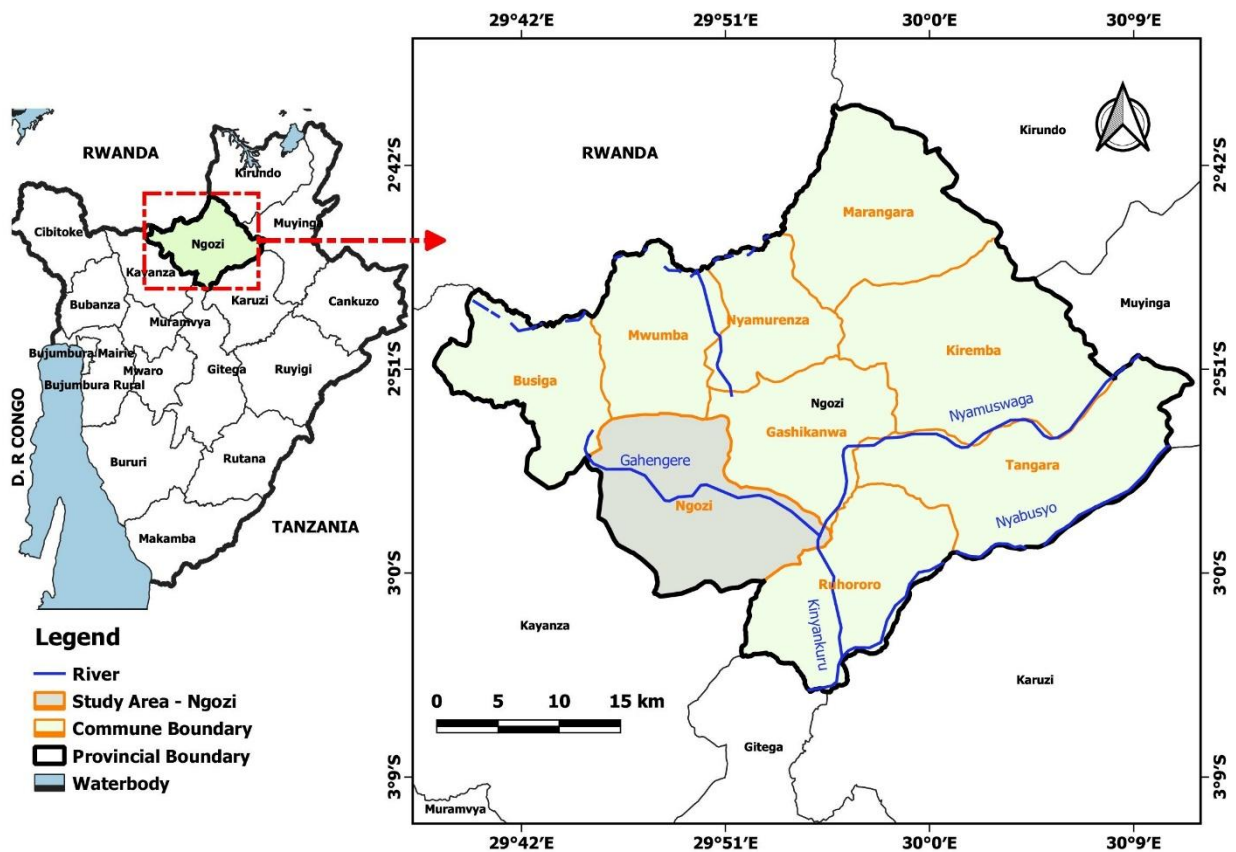 29°42'E
29°51'E
30°0'E
30°9'E
RWANDA
Kirundo
Cibitoke
Muyinga
Ngozi
Kayanza
Bubanza
Karuzi
Cankuzo
Muramvya
Bujumbura Mairie
Mwaro
Gitega
Ruyigi
Bujumbura Rural
D. R CONGO
Bururi
Rutana
TANZANIA
Makamba
Legend
River
Study Area - Ngozi
Commune Boundary
Provincial Boundary
Waterbody
RWANDA
Kirundo
2°42'S
2°42'S
Marangara
Muyinga
Nyamurenza
Mwumba
Kiremba
2°51'S
2°51'S
Busiga
Ngozi
Nyamuswaga
Gashikanwa
Gahengere
Tangara
Ngozi
Nyabusyo
3°0'S
3°0'S
Ruhororo
Kinyankuru
Kayanza
Karuzi
0 5 10 15 km
Gitega
3°9'S
3°9'S
Muramvya
29°42'E
29°51'E
30°0'E
30°9'E